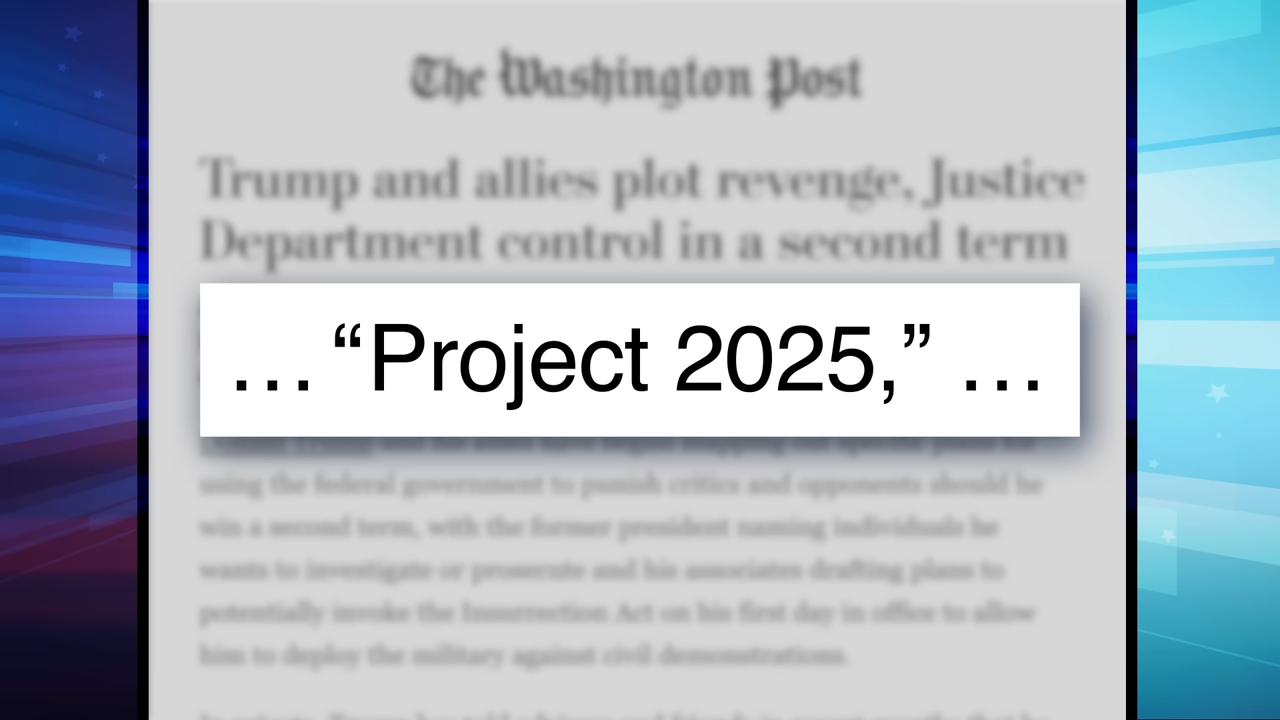 The Washington Post
Trump and allies plot revenge, Justice
Department control in a second term
… “Project 2025,” …
using the federal government to punish critics and opponents should he
win a second term, with the former president naming individuals he
wants to investigate or prosecute and his associates drafting plans to
potentially invoke the Insurrection Act on his first day in office to allow
him to deploy the military against civil demonstrations.